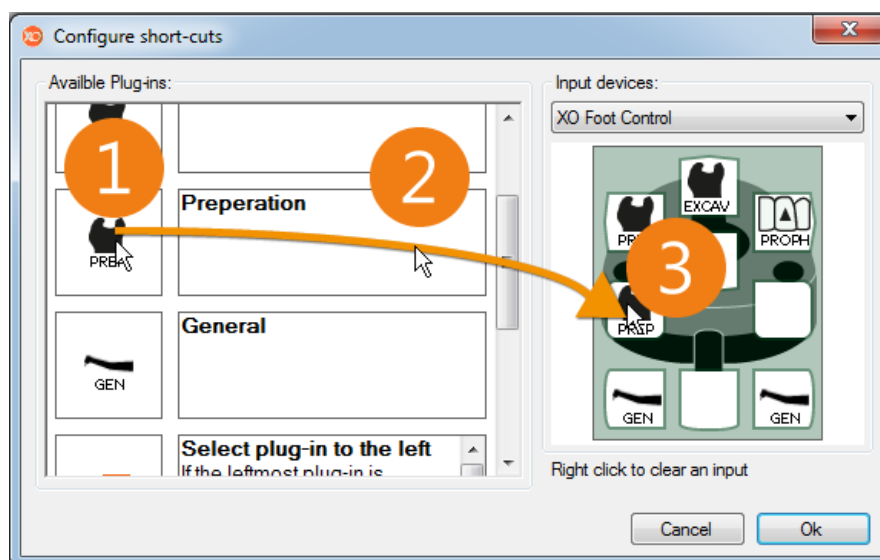 XO Configure short-cuts
Availble Plug-ins:
1
PREP
2
Preperation
General
GEN
Select plug-in to the left
If the leftmost plug-in is
Input devices:
XO Foot Control
EXCAV
PROPH
3
PREP
GEN
GEN
Right click to clear an input
Cancel
Ok